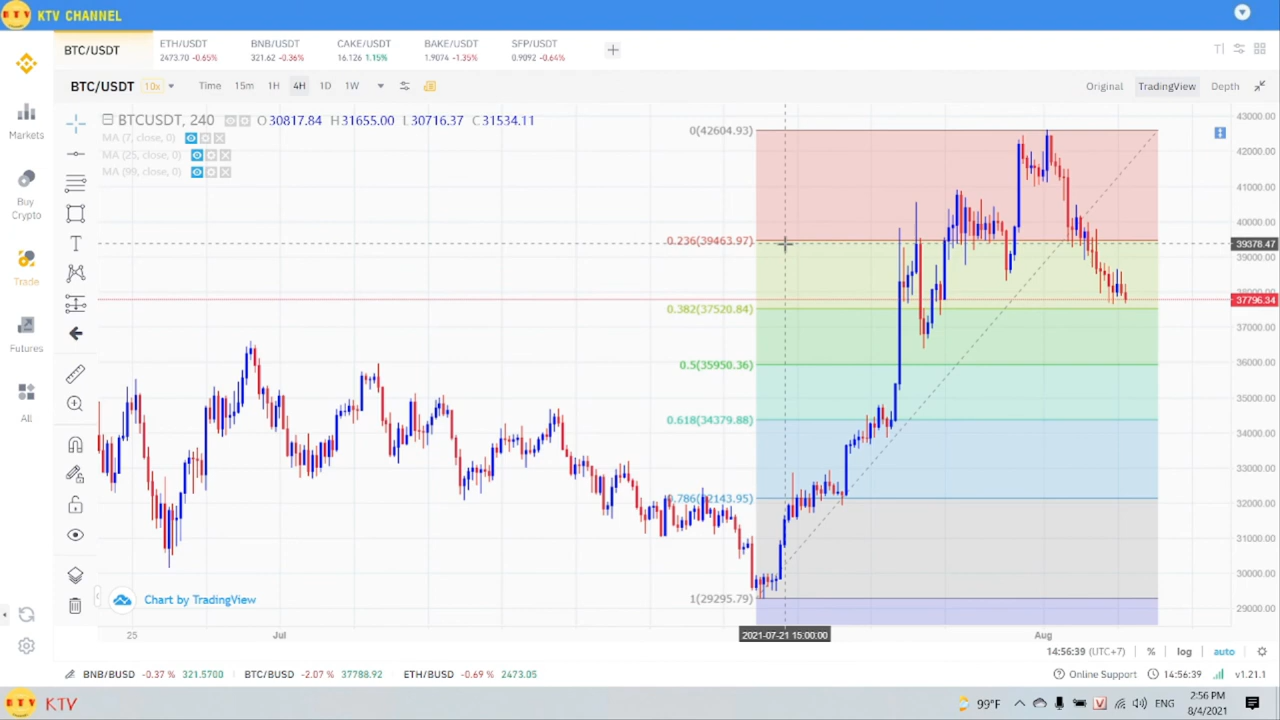 KTV CHANNEL
BTC/USDT
ETH/USDT
2473.70 -0.65%
BNB/USDT
321.62 -0.36%
CAKE/USDT
16.126 1.15%
BAKE/USDT
1.9074 -1.35%
SFP/USDT
0.9092 -0.64%
BTC/USDT 10x Time 15m 1H 4H 1D 1W Original TradingView Depth
BTCUSDT, 240 O30817.84 H31655.00 L30716.37 C31534.11
MA (7, close, 0)
MA (25, close, 0)
MA (99, close, 0)
Markets
Buy
Crypto
Trade
Futures
All
0(42604.93)
0.236(39463.97)
0.382(37520.84)
0.5(35950.36)
0.618(34379.88)
0.786(32143.95)
1(29295.79)
43000.00
42000.00
41000.00
40000.00
39378.47
39000.00
37796.34
37000.00
36000.00
35000.00
34000.00
33000.00
32000.00
31000.00
30000.00
29000.00
Chart by TradingView
25 Jul 2021-07-21 15:00:00 Aug
14:56:39 (UTC+7) % log auto
BNB/BUSD -0.37 % 321.5700 BTC/BUSD -2.07 % 37788.92 ETH/BUSD -0.69 % 2473.05 Online Support 14:56:39 v1.21.1
KTV KTV 99°F ENG 2:56 PM
8/4/2021